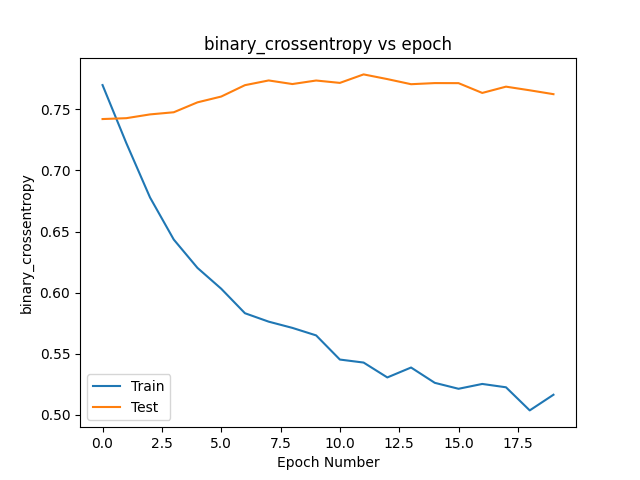 binary_crossentropy vs epoch
binary_crossentropy
0.75
0.70
0.65
0.60
0.55
0.50
Train
Test
0.0 2.5 5.0 7.5 10.0 12.5 15.0 17.5
Epoch Number